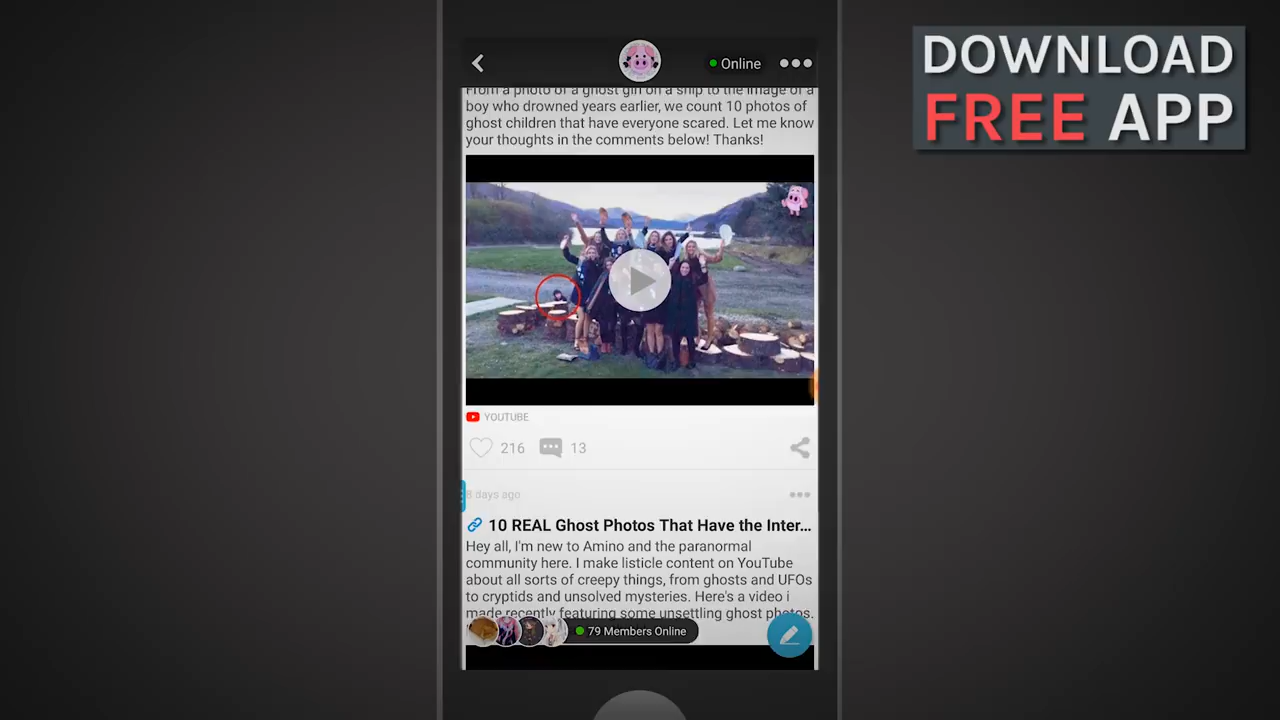 DOWNLOAD
FREE APP
Online
From a photo of a ghost girl on a ship to the image of a
boy who drowned years earlier, we count 10 photos of
ghost children that have everyone scared. Let me know
your thoughts in the comments below! Thanks!
YOUTUBE
216 13
8 days ago
10 REAL Ghost Photos That Have the Inter...
Hey all, I'm new to Amino and the paranormal
community here. I make listicle content on YouTube
about all sorts of creepy things, from ghosts and UFOs
to cryptids and unsolved mysteries. Here's a video i
made recently featuring some unsettling ghost photos.
79 Members Online